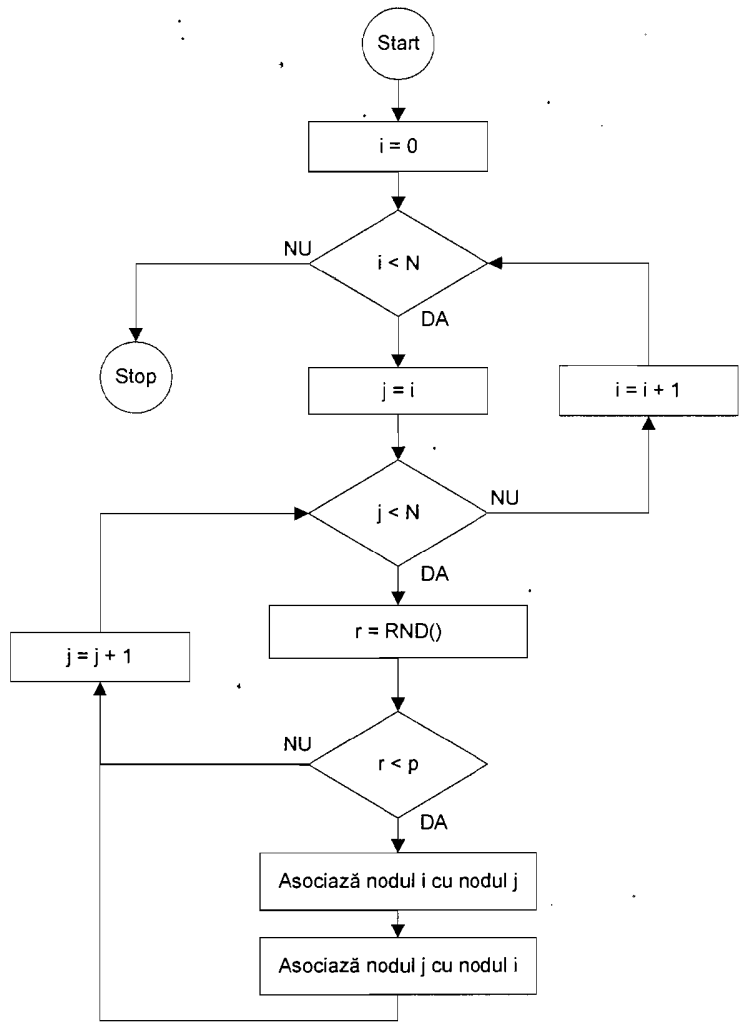 Start
i = 0
NU
i < N
DA
Stop
j = i
i = i + 1
j < N
NU
DA
r = RND()
j = j + 1
NU
r < p
DA
Asociază nodul i cu nodul j
Asociază nodul j cu nodul i